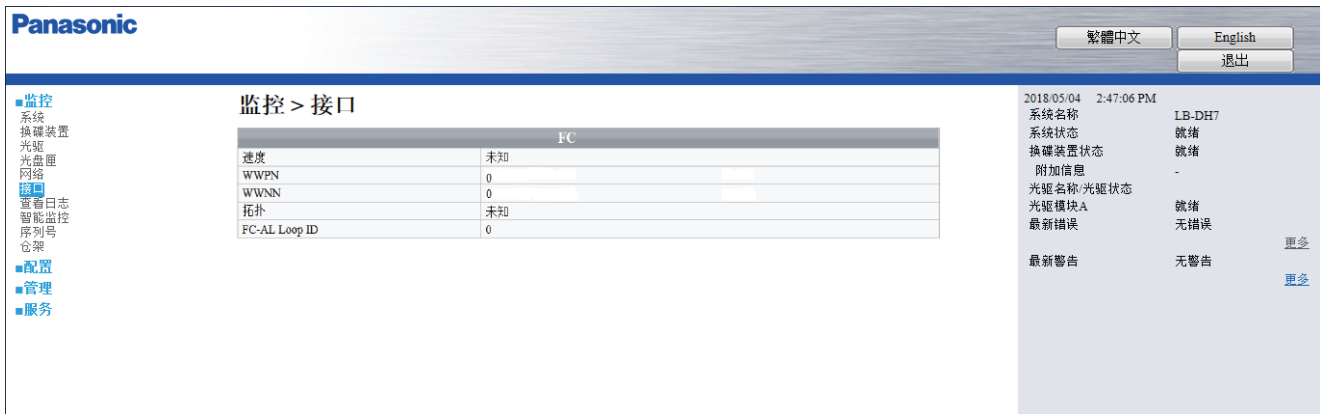 Panasonic
繁體中文 English
退出
■监控
系统
换碟装置
光驱
光盘匣
网络
接口
查看日志
智能监控
序列号
仓架
■配置
■管理
■服务
监控 > 接口
FC
速度 未知
WWPN 0
WWNN 0
拓扑 未知
FC-AL Loop ID 0
2018/05/04 2:47:06 PM
系统名称 LB-DH7
系统状态 就绪
换碟装置状态 就绪
附加信息 -
光驱名称/光驱状态
光驱模块A 就绪
最新错误 无错误
更多
最新警告 无警告
更多